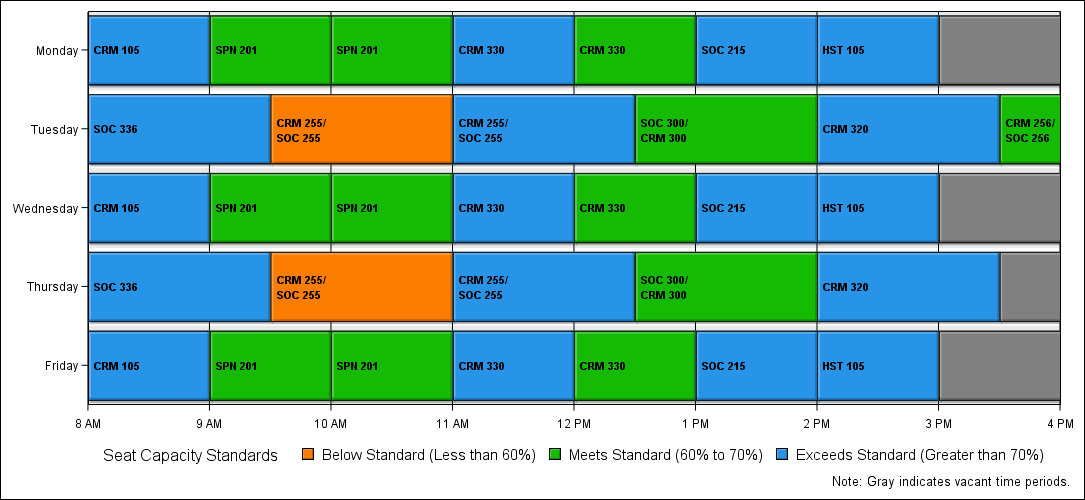 Monday
CRM 105
SPN 201
SPN 201
CRM 330
CRM 330
SOC 215
HST 105
Tuesday
SOC 336
CRM 255/
SOC 255
CRM 255/
SOC 255
SOC 300/
CRM 300
CRM 320
CRM 256/
SOC 256
Wednesday
CRM 105
SPN 201
SPN 201
CRM 330
CRM 330
SOC 215
HST 105
Thursday
SOC 336
CRM 255/
SOC 255
CRM 255/
SOC 255
SOC 300/
CRM 300
CRM 320
Friday
CRM 105
SPN 201
SPN 201
CRM 330
CRM 330
SOC 215
HST 105
8 AM 9 AM 10 AM 11 AM 12 PM 1 PM 2 PM 3 PM 4 PM
Seat Capacity Standards Below Standard (Less than 60%) Meets Standard (60% to 70%) Exceeds Standard (Greater than 70%)
Note: Gray indicates vacant time periods.